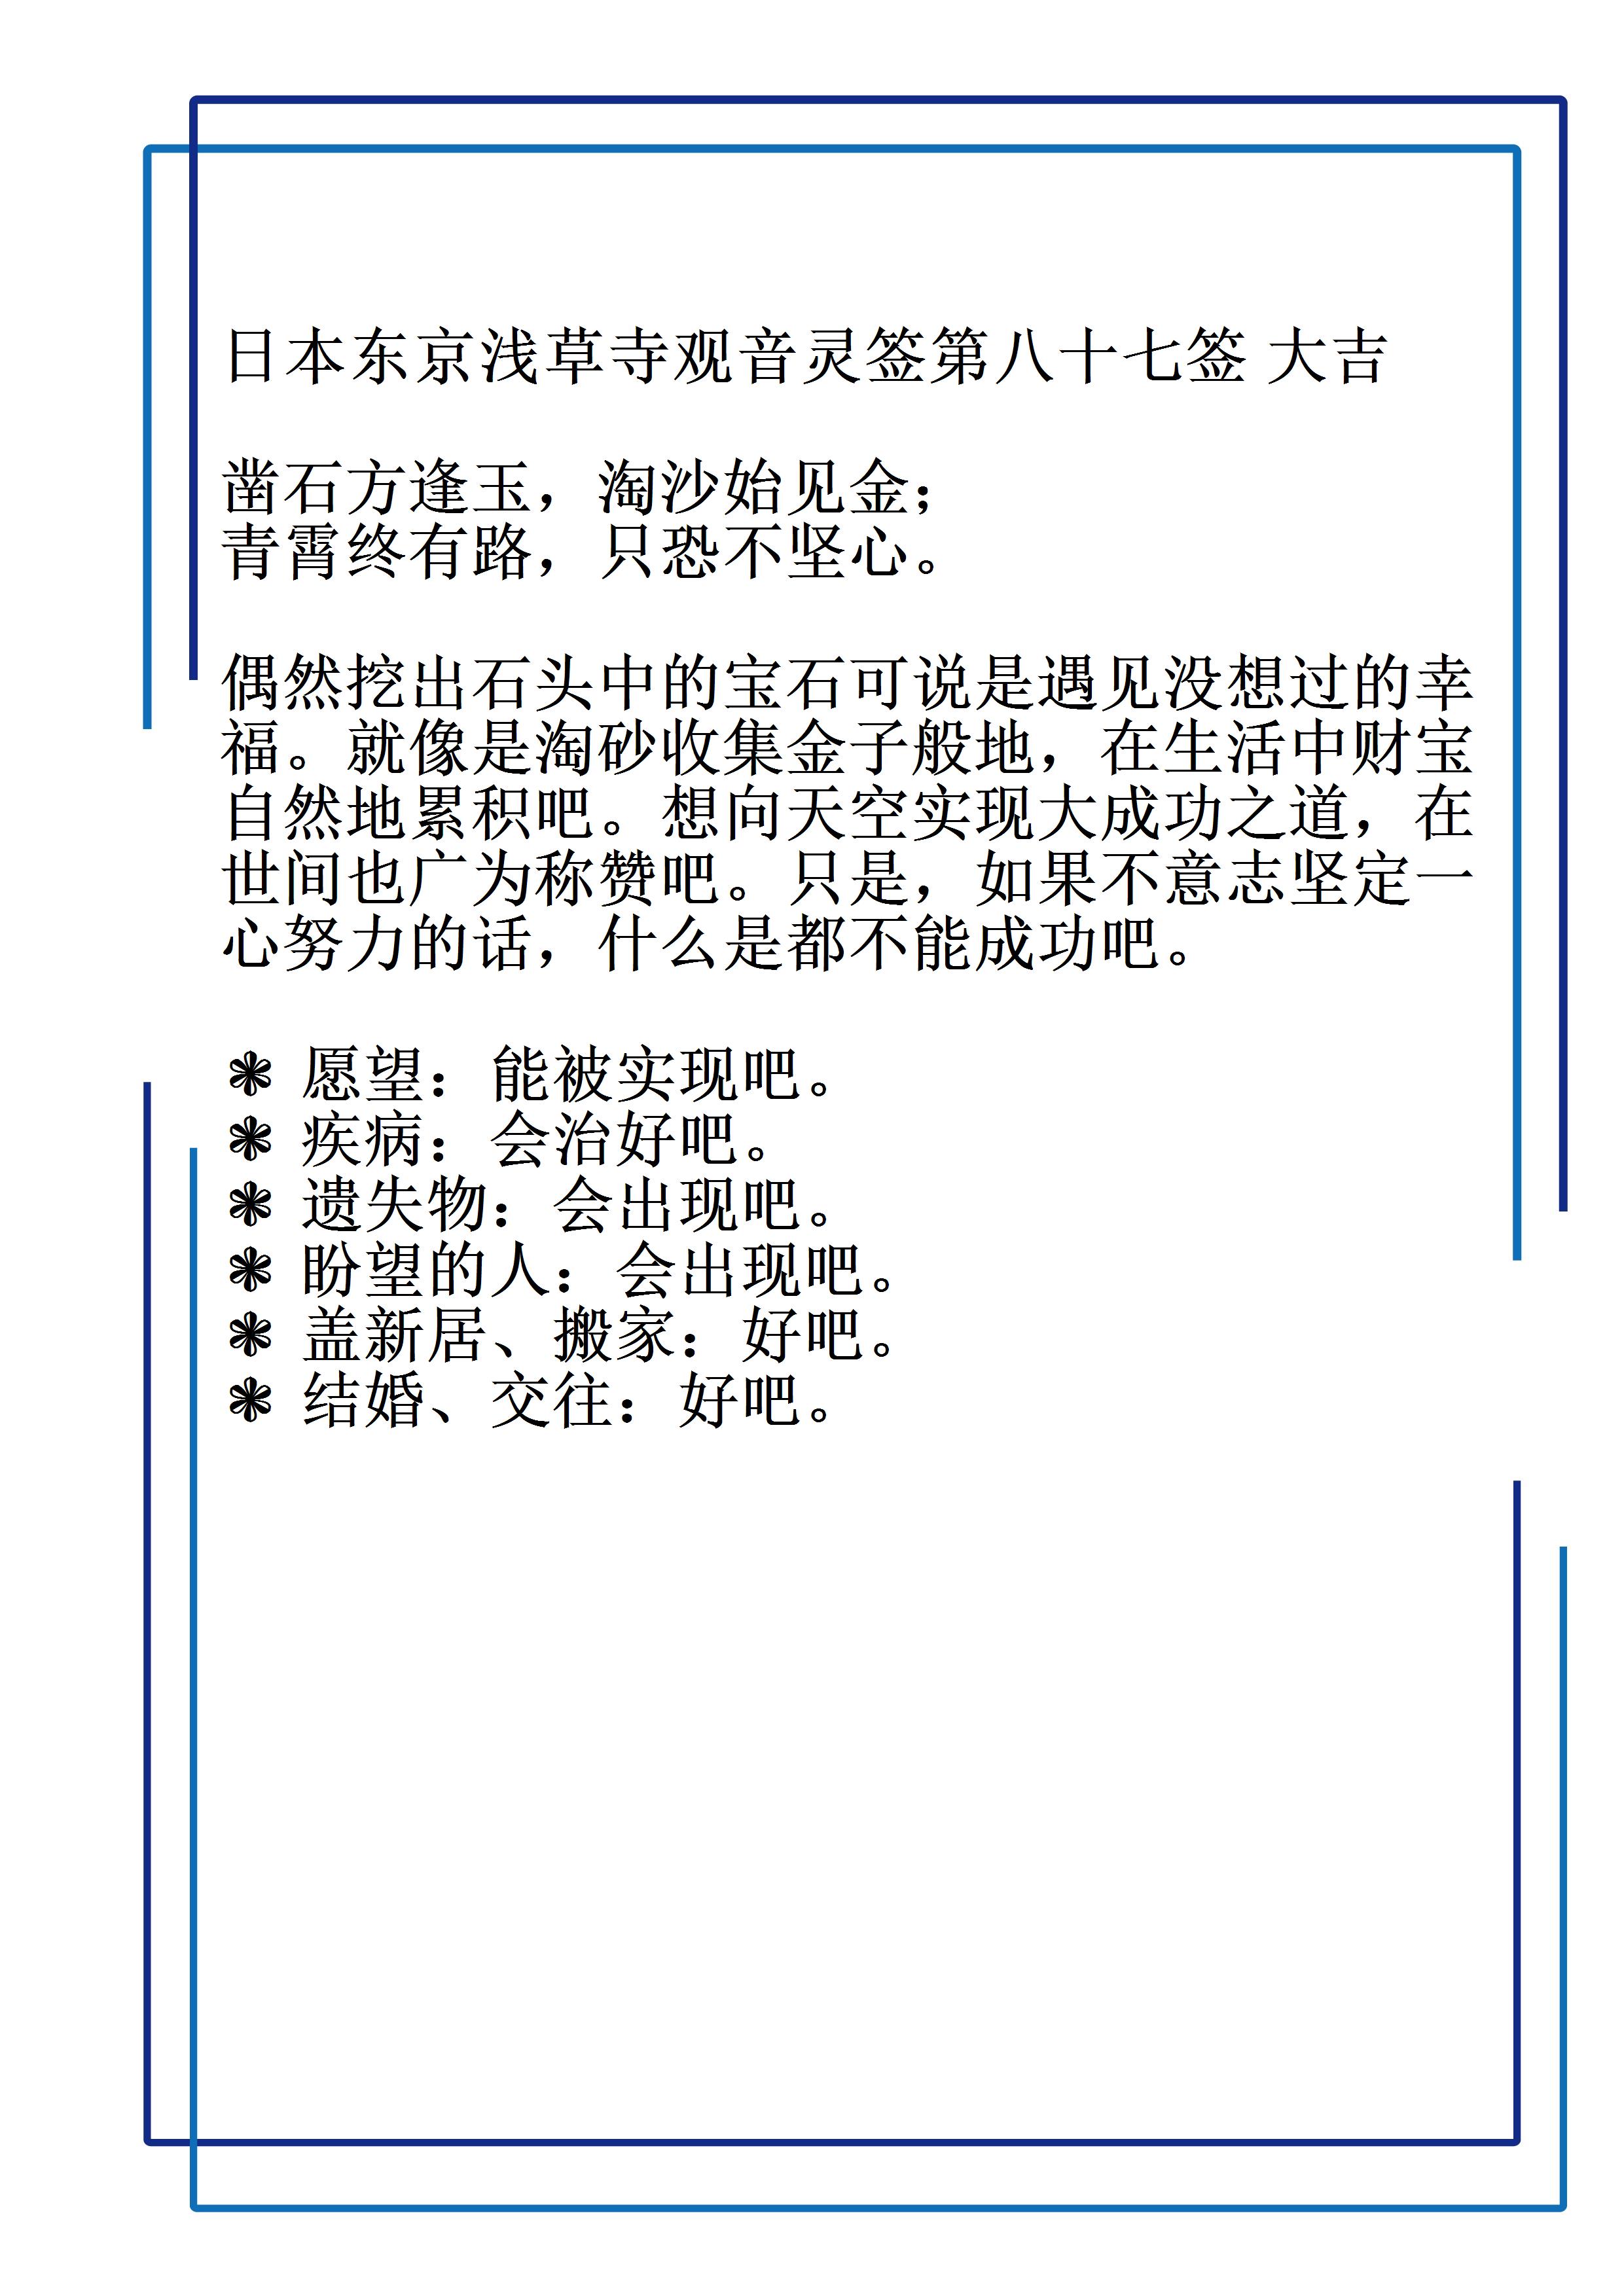 日本东京浅草寺观音灵签第八十七签 大吉
凿石方逢玉，淘沙始见金；
青霄终有路，只恐不坚心。
偶然挖出石头中的宝石可说是遇见没想过的幸
福。就像是淘砂收集金子般地，在生活中财宝
自然地累积吧。想向天空实现大成功之道，在
世间也广为称赞吧。只是，如果不意志坚定一
心努力的话，什么是都不能成功吧。
❃ 愿望：能被实现吧。
❃ 疾病：会治好吧。
❃ 遗失物：会出现吧。
❃ 盼望的人：会出现吧。
❃ 盖新居、搬家：好吧。
❃ 结婚、交往：好吧。